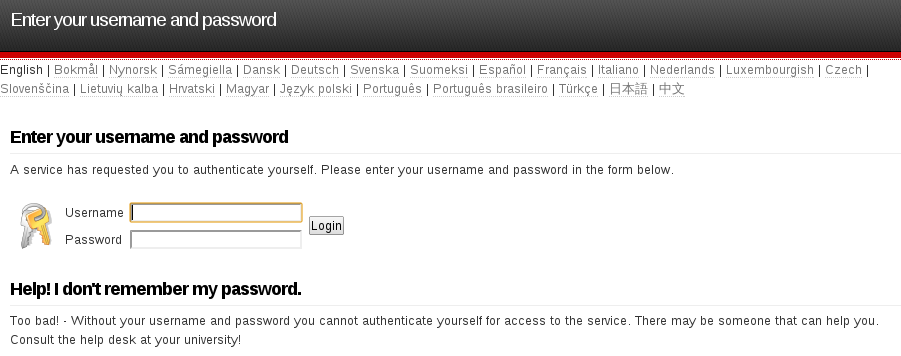 Enter your username and password
English | Bokmål | Nynorsk | Sámegiella | Dansk | Deutsch | Svenska | Suomeksi | Español | Français | Italiano | Nederlands | Luxembourgish | Czech |
Slovenščina | Lietuvių kalba | Hrvatski | Magyar | Język polski | Português | Português brasileiro | Türkçe | 日本語 | 中文
Enter your username and password
A service has requested you to authenticate yourself. Please enter your username and password in the form below.
Username
Login
Password
Help! I don't remember my password.
Too bad! - Without your username and password you cannot authenticate yourself for access to the service. There may be someone that can help you.
Consult the help desk at your university!